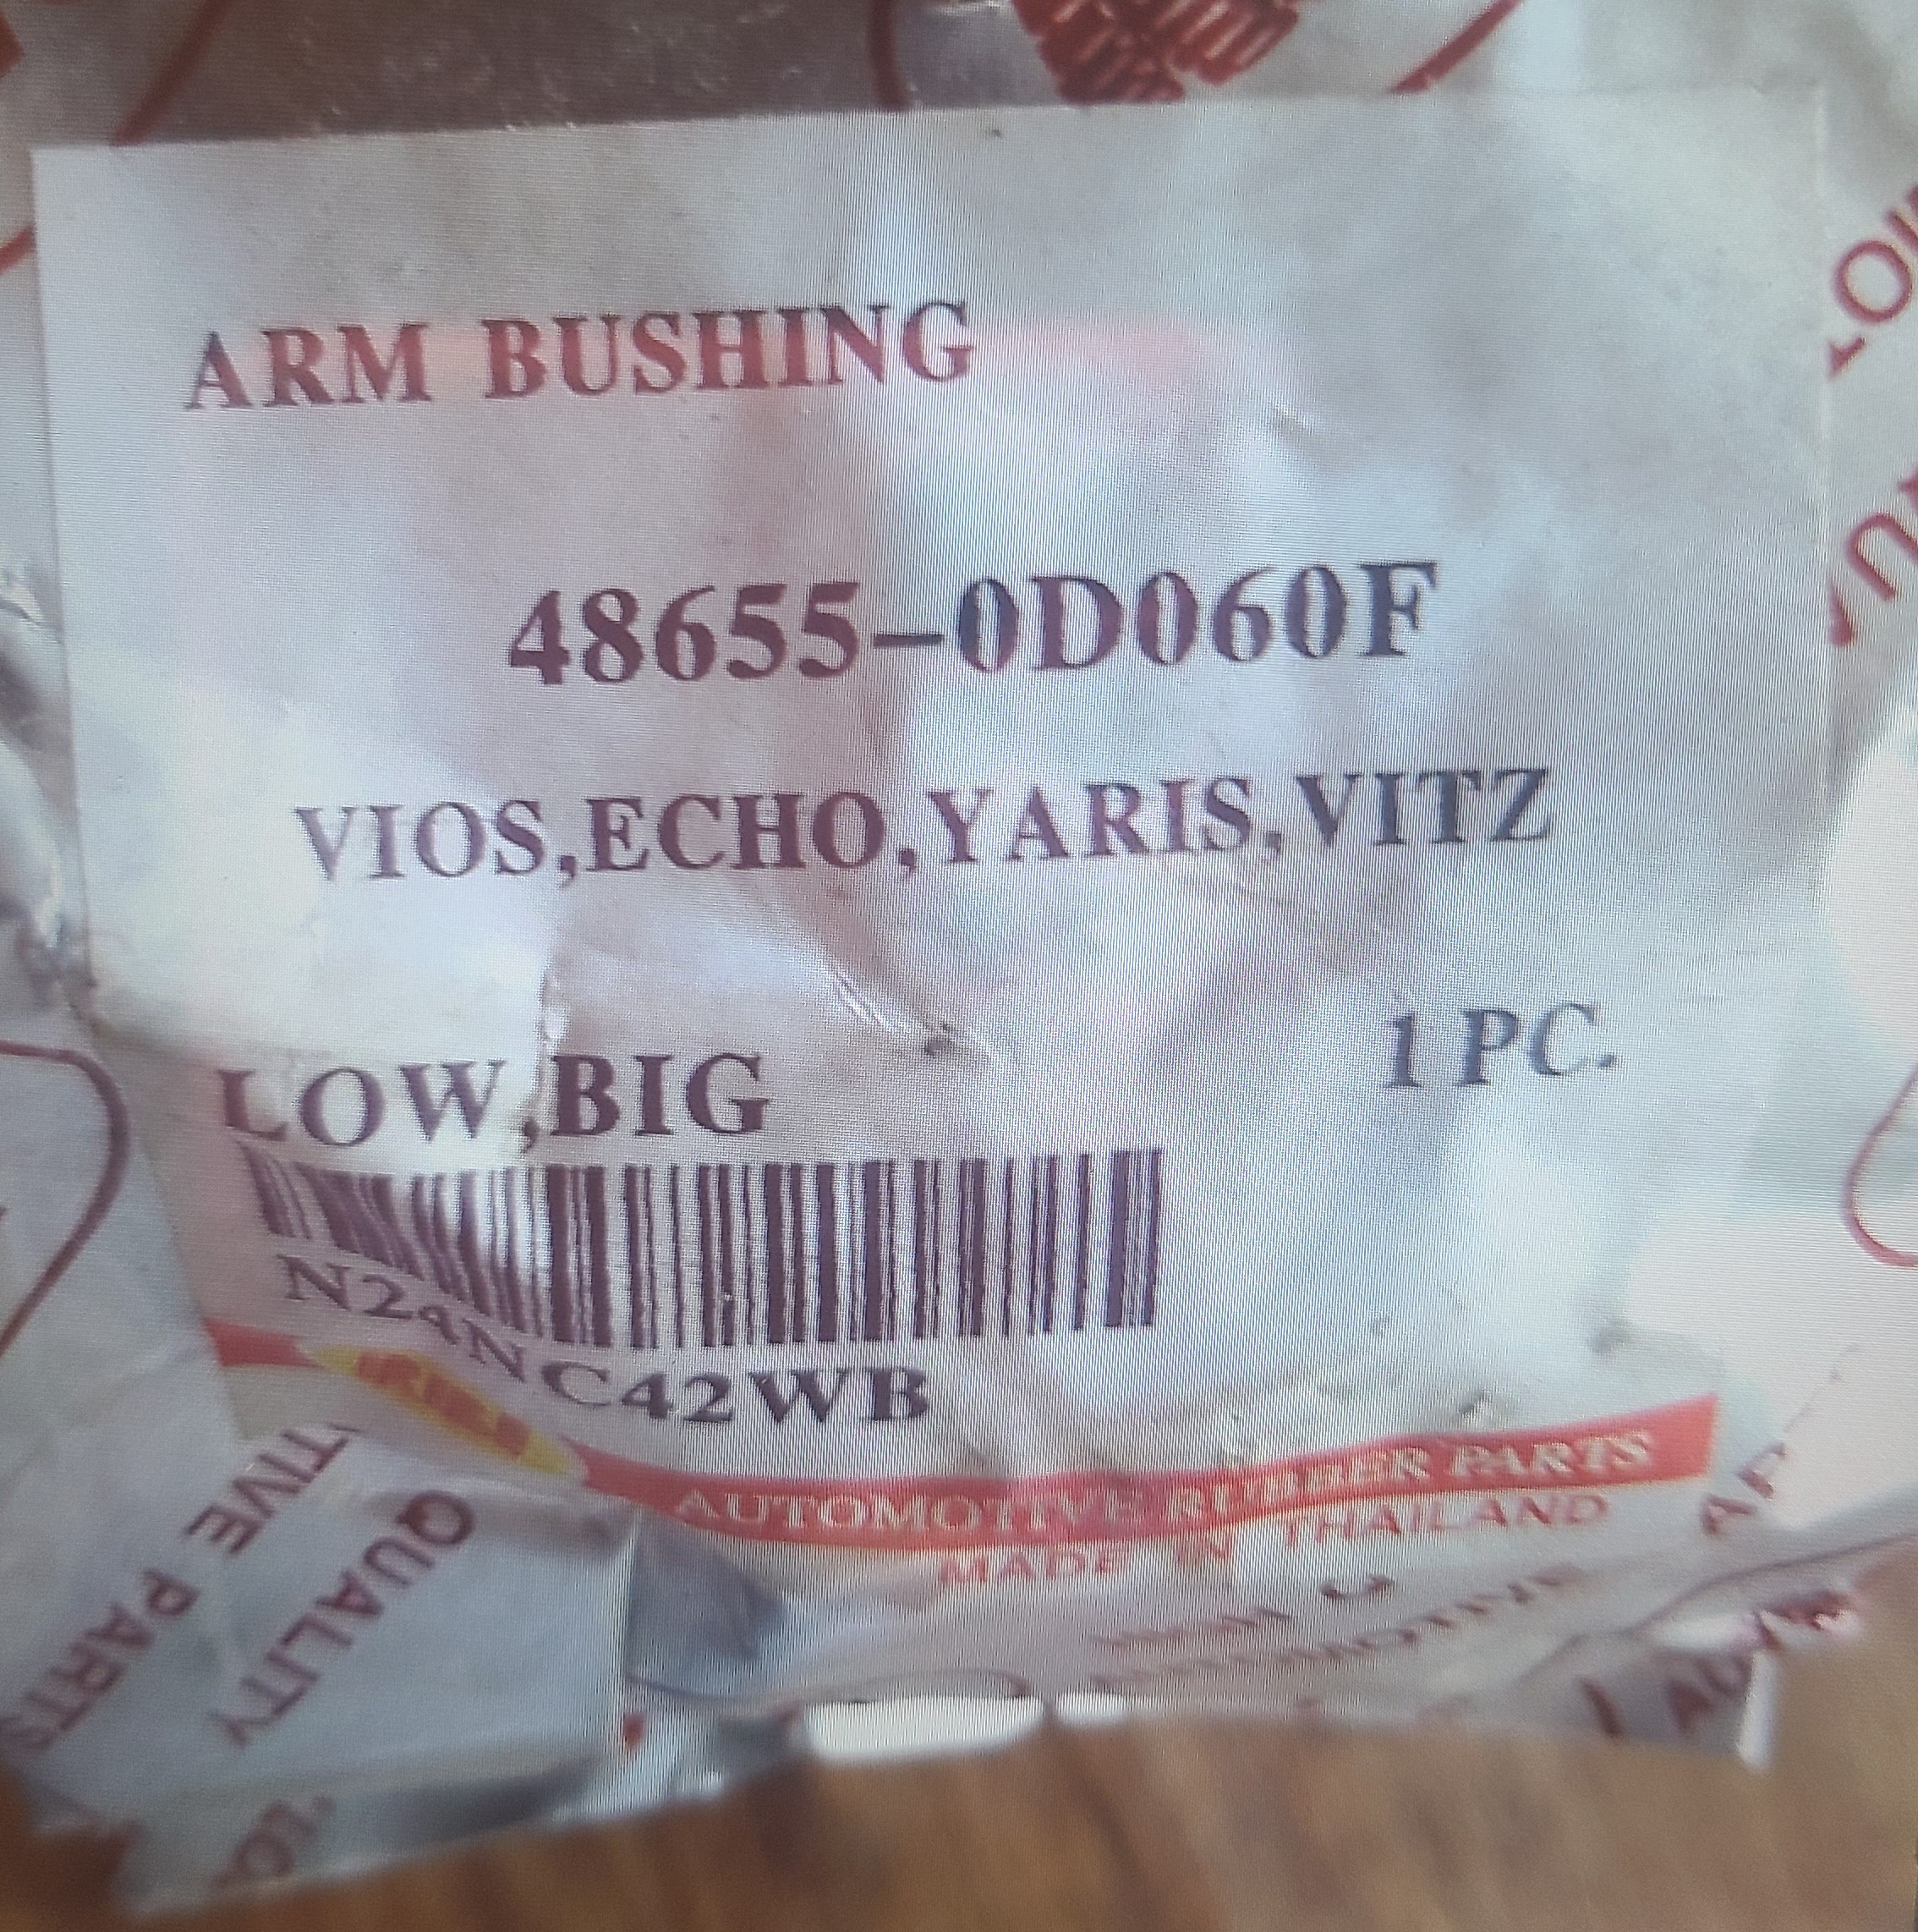 ARM BUSHING
48655-0D060F
VIOS,ECHO,YARIS,VITZ
LOW,BIG
1 PC.
N24NC42WB
AUTOMOTIVE RUBBER PARTS
MADE IN THAILAND
TIVE PARTS
QUALITY